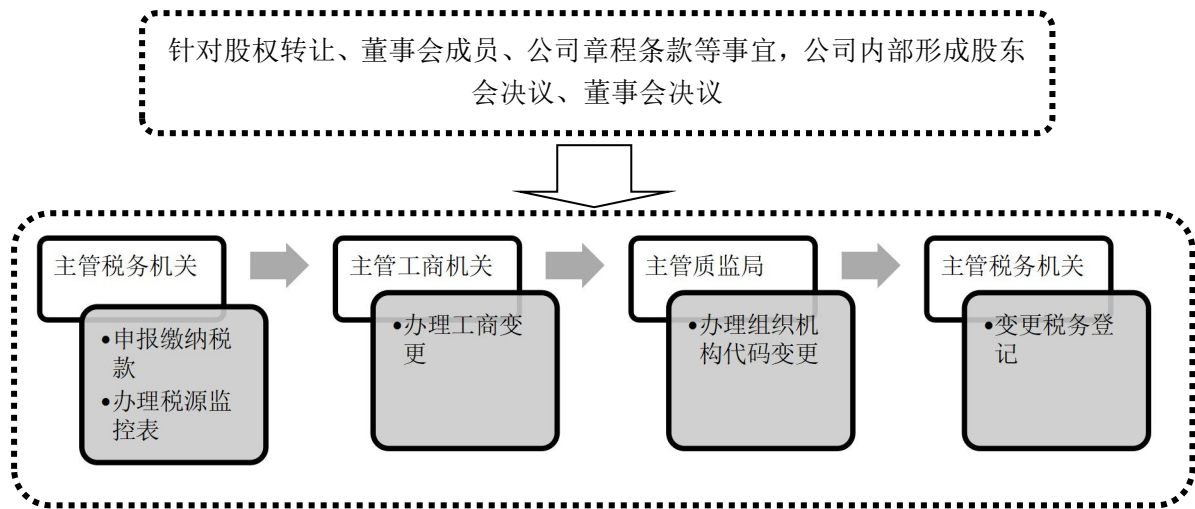 针对股权转让、董事会成员、公司章程条款等事宜，公司内部形成股东
会决议、董事会决议
主管税务机关
•申报缴纳税
款
•办理税源监
控表
主管工商机关
•办理工商变
更
主管质监局
•办理组织机
构代码变更
主管税务机关
•变更税务登
记